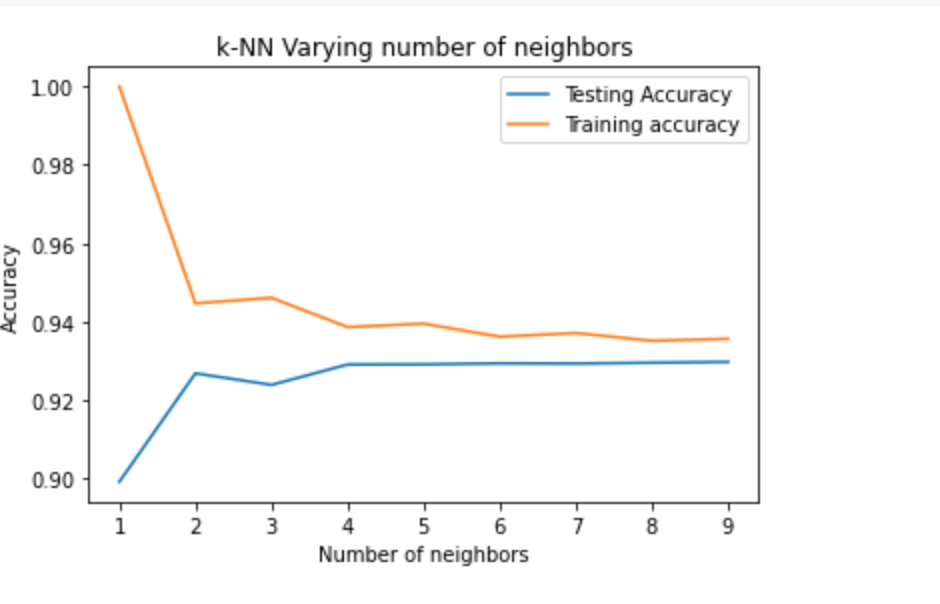 k-NN Varying number of neighbors
Testing Accuracy
Training accuracy
1.00
0.98
0.96
0.94
0.92
0.90
Accuracy
1 2 3 4 5 6 7 8 9
Number of neighbors